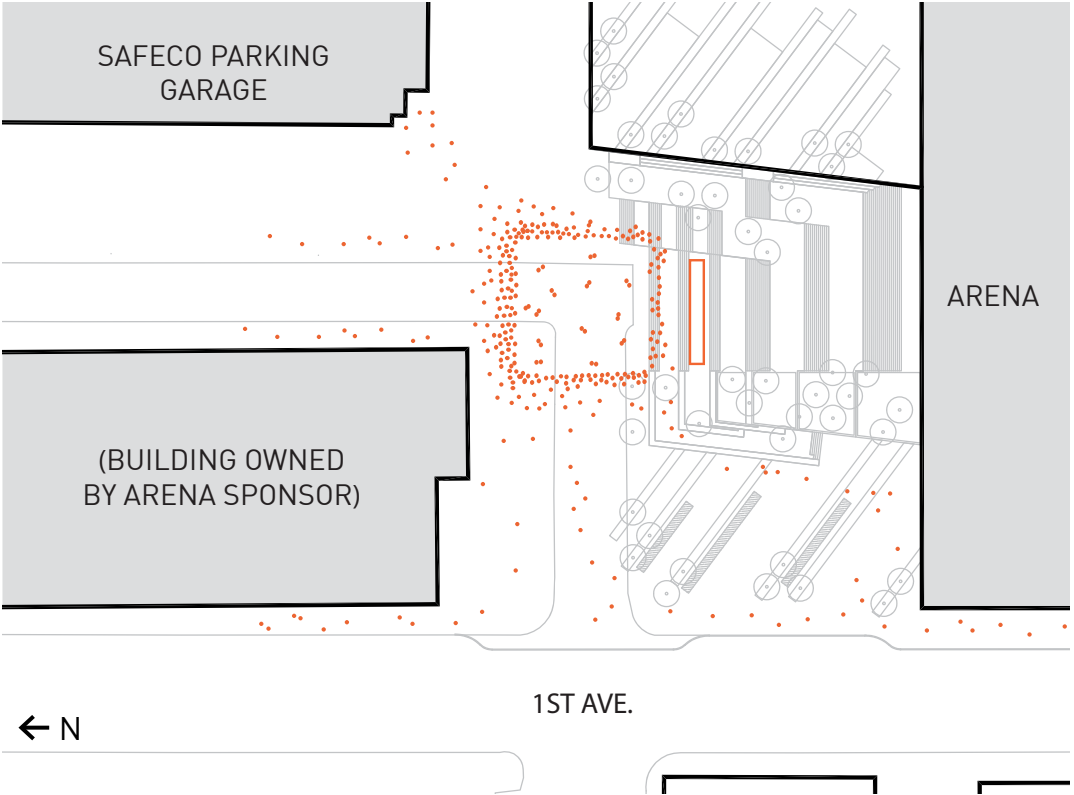 SAFECO PARKING
GARAGE
ARENA
(BUILDING OWNED
BY ARENA SPONSOR)
1ST AVE.
N